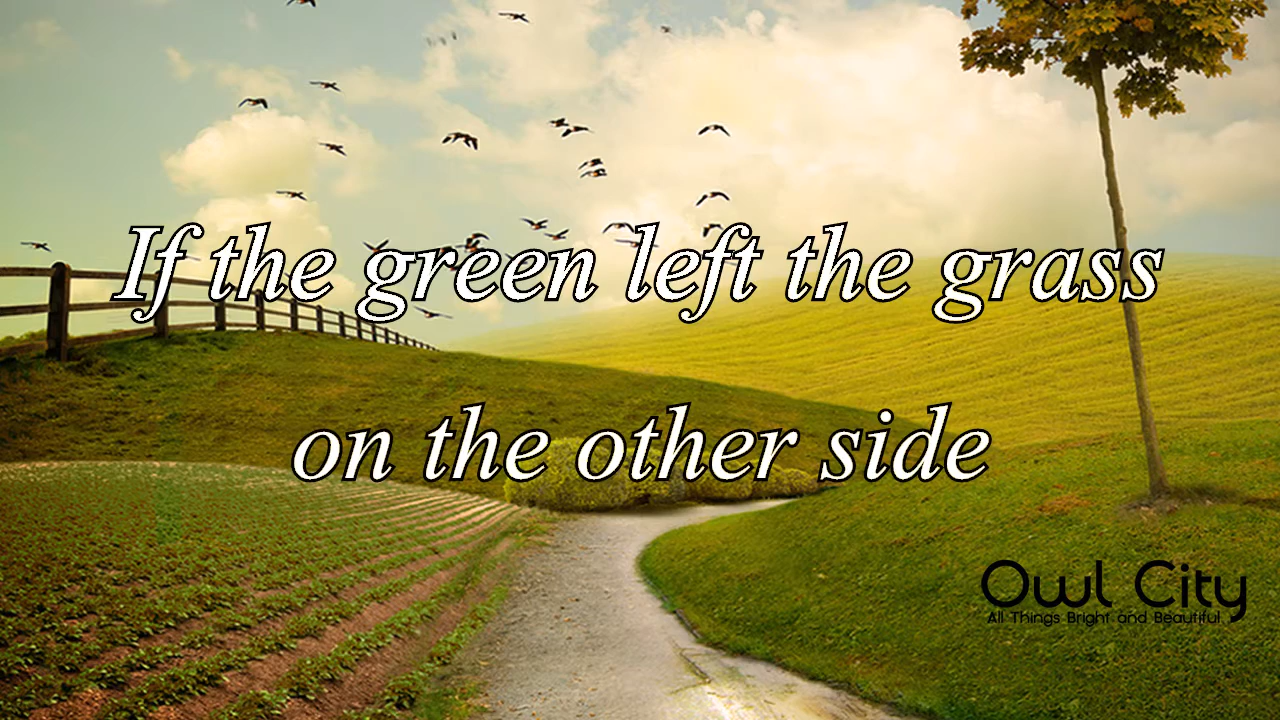 If the green left the grass
on the other side
Owl City
All Things Bright and Beautiful